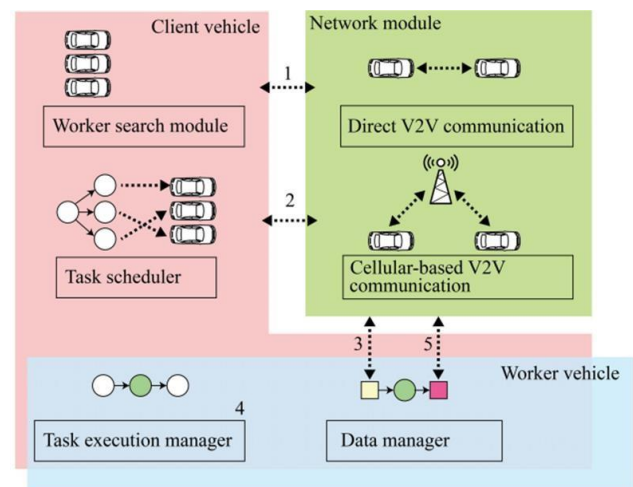 Client vehicle
Network module
1
Worker search module
Direct V2V communication
2
Task scheduler
Cellular-based V2V
communication
3
5
Worker vehicle
4
Task execution manager
Data manager